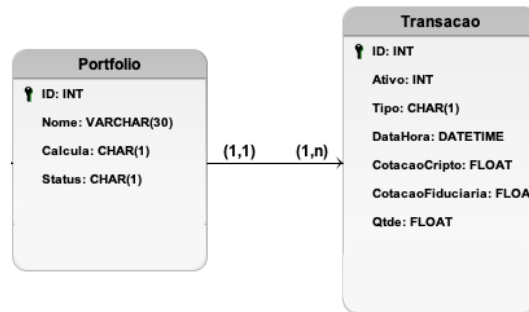 Portfolio
ID: INT
Nome: VARCHAR(30)
Calcula: CHAR(1)
Status: CHAR(1)
(1,1) (1,n)
Transacao
ID: INT
Ativo: INT
Tipo: CHAR(1)
DataHora: DATETIME
CotacaoCripto: FLOAT
CotacaoFiduciaria: FLOA
Qtde: FLOAT